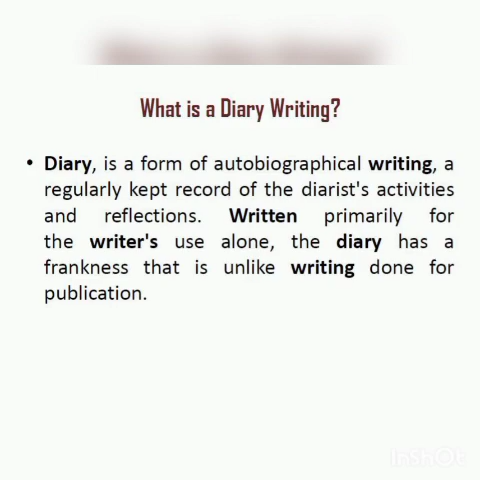 What is a Diary Writing?
• Diary, is a form of autobiographical writing, a
regularly kept record of the diarist's activities
and reflections. Written primarily for
the writer's use alone, the diary has a
frankness that is unlike writing done for
publication.
InShOt